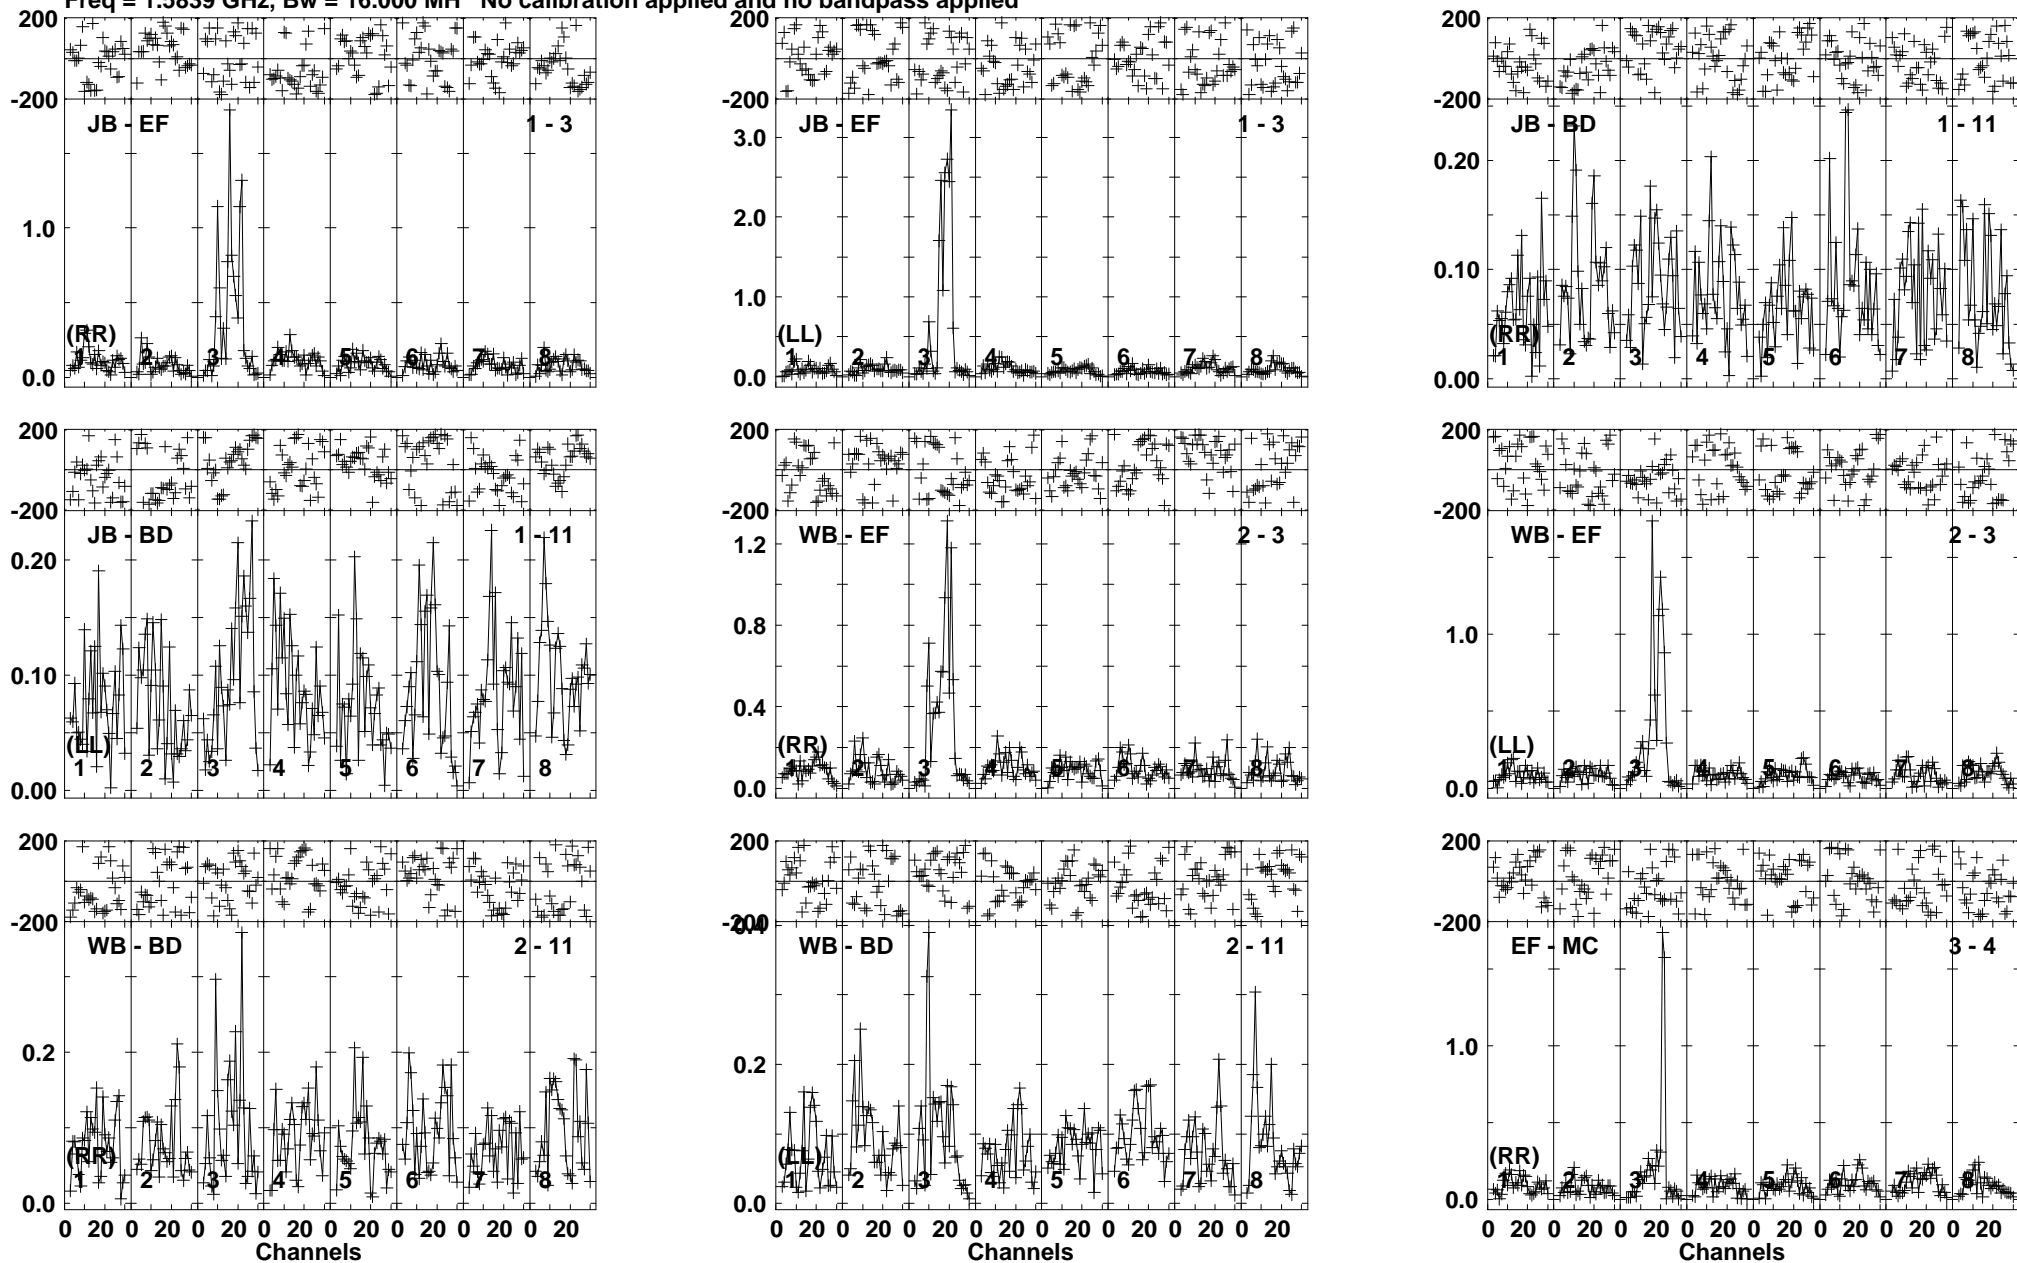 Freq = 1.5839 GHz, Bw = 16.000 MH No calibration applied and no bandpass applied
200
-200
JB - EF 1 - 3
1.0
0.0
(RR)
1 2 3 4 5 6 7 8
200
-200
JB - EF 1 - 3
3.0
2.0
1.0
0.0
(LL)
1 2 3 4 5 6 7 8
200
-200
JB - BD 1 - 11
0.20
0.10
0.00
(RR)
1 2 3 4 5 6 7 8
200
-200
JB - BD 1 - 11
0.20
0.10
0.00
(LL)
1 2 3 4 5 6 7 8
200
-200
WB - EF 2 - 3
1.2
0.8
0.4
0.0
(RR)
1 2 3 4 5 6 7 8
200
-200
WB - EF 2 - 3
1.0
0.0
(LL)
1 2 3 4 5 6 7 8
200
-200
WB - BD 2 - 11
0.2
0.0
(RR)
1 2 3 4 5 6 7 8
0 20 0 20 0 20 0 20 0 20 0 20 0 20 0 20
Channels
200
-200
0.4
WB - BD 2 - 11
0.2
0.0
(LL)
1 2 3 4 5 6 7 8
0 20 0 20 0 20 0 20 0 20 0 20 0 20 0 20
Channels
200
-200
EF - MC 3 - 4
1.0
0.0
(RR)
1 2 3 4 5 6 7 8
0 20 0 20 0 20 0 20 0 20 0 20 0 20 0 20
Channels